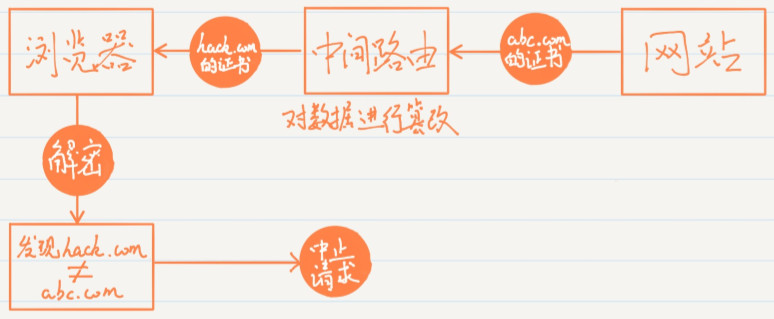 浏览器
hack.com
的证书
中间路由
abc.com
的证书
网站
对数据进行篡改
解密
发现hack.com
≠
abc.com
中止
请求